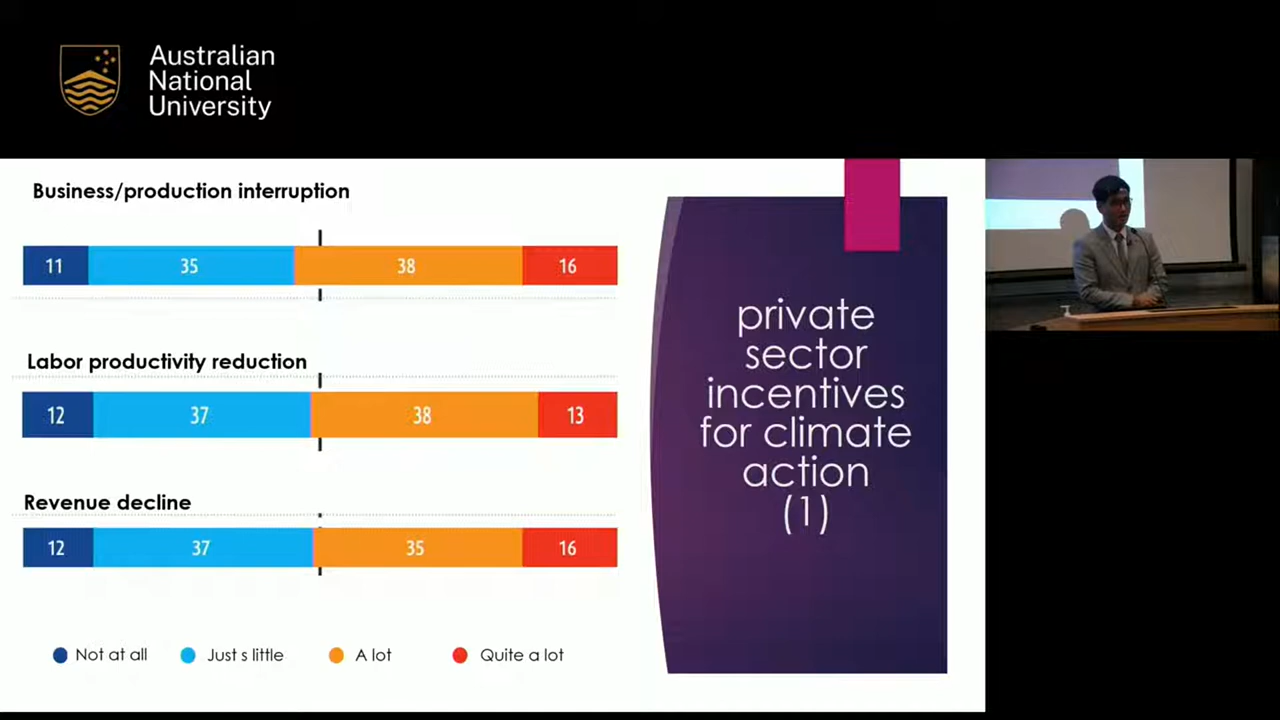 Australian
National
University
Business/production interruption
11 35 38 16
Labor productivity reduction
12 37 38 13
Revenue decline
12 37 35 16
Not at all Just s little A lot Quite a lot
private
sector
incentives
for climate
action
(1)